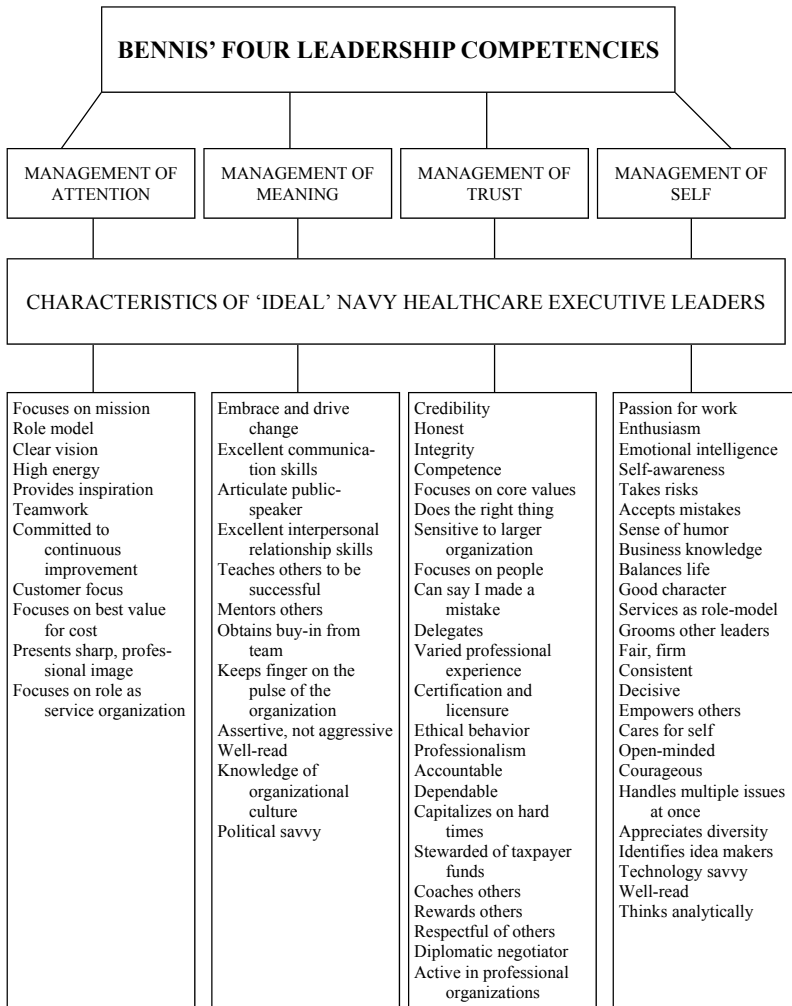 BENNIS’ FOUR LEADERSHIP COMPETENCIES
MANAGEMENT OF
ATTENTION
MANAGEMENT OF
MEANING
MANAGEMENT OF
TRUST
MANAGEMENT OF
SELF
CHARACTERISTICS OF ‘IDEAL’ NAVY HEALTHCARE EXECUTIVE LEADERS
Focuses on mission
Role model
Clear vision
High energy
Provides inspiration
Teamwork
Committed to
continuous
improvement
Customer focus
Focuses on best value
for cost
Presents sharp, profes-
sional image
Focuses on role as
service organization
Embrace and drive
change
Excellent communica-
tion skills
Articulate public-
speaker
Excellent interpersonal
relationship skills
Teaches others to be
successful
Mentors others
Obtains buy-in from
team
Keeps finger on the
pulse of the
organization
Assertive, not aggressive
Well-read
Knowledge of
organizational
culture
Political savvy
Credibility
Honest
Integrity
Competence
Focuses on core values
Does the right thing
Sensitive to larger
organization
Focuses on people
Can say I made a
mistake
Delegates
Varied professional
experience
Certification and
licensure
Ethical behavior
Professionalism
Accountable
Dependable
Capitalizes on hard
times
Stewarded of taxpayer
funds
Coaches others
Rewards others
Respectful of others
Diplomatic negotiator
Active in professional
organizations
Passion for work
Enthusiasm
Emotional intelligence
Self-awareness
Takes risks
Accepts mistakes
Sense of humor
Business knowledge
Balances life
Good character
Services as role-model
Grooms other leaders
Fair, firm
Consistent
Decisive
Empowers others
Cares for self
Open-minded
Courageous
Handles multiple issues
at once
Appreciates diversity
Identifies idea makers
Technology savvy
Well-read
Thinks analytically